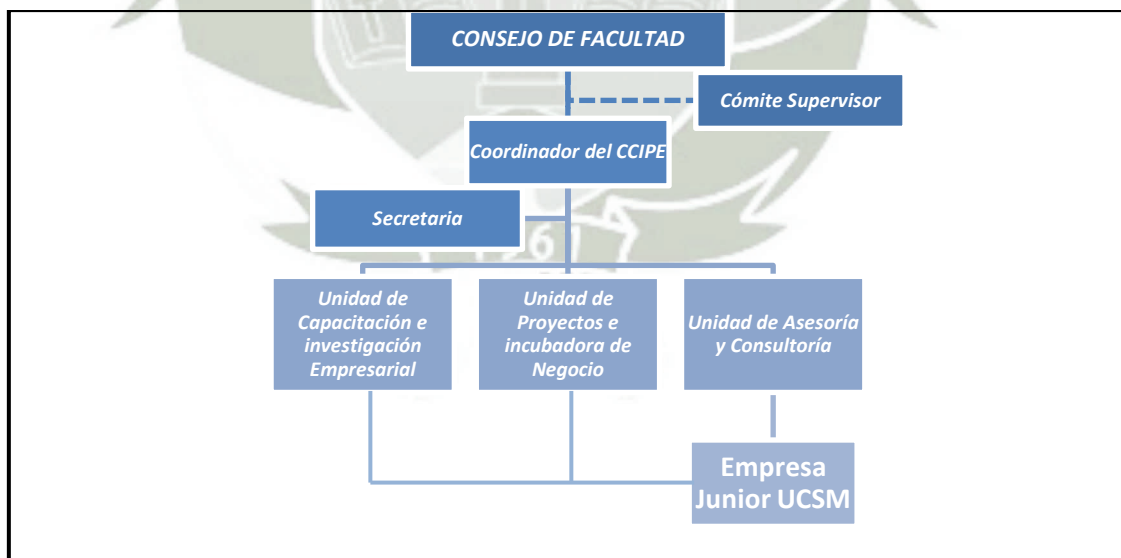 CONSEJO DE FACULTAD
Cómite Supervisor
Coordinador del CCIPE
Secretaria
Unidad de
Capacitación e
investigación
Empresarial
Unidad de
Proyectos e
incubadora de
Negocio
Unidad de Asesoría
y Consultoría
Empresa
Junior UCSM